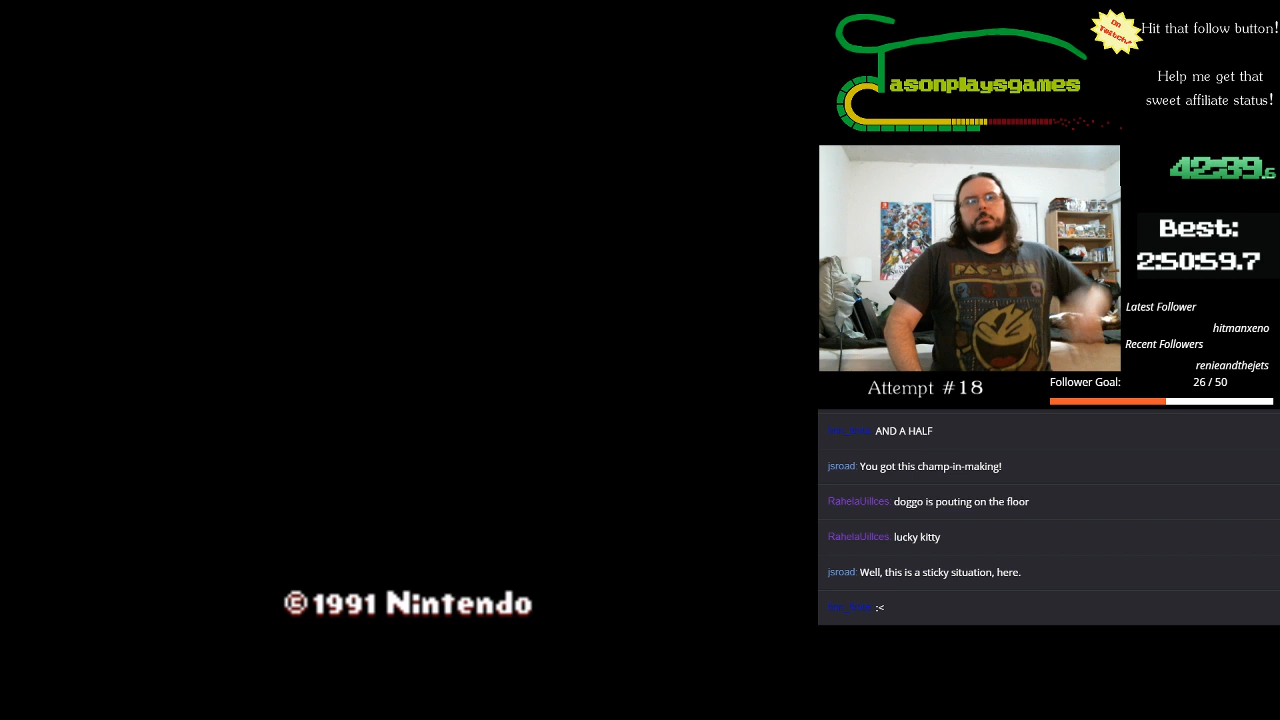 On
Twitch!
Hit that follow button!
Help me get that
sweet affiliate status!
asonplaysgames
42:39.6
Best:
2:50:59.7
PAC-MAN
Latest Follower
hitmanxeno
Recent Followers
renieandthejets
Attempt #18
Follower Goal: 26 / 50
AND A HALF
jsroad: You got this champ-in-making!
RahelaUillces: doggo is pouting on the floor
RahelaUillces: lucky kitty
jsroad: Well, this is a sticky situation, here.
:<
©1991 Nintendo